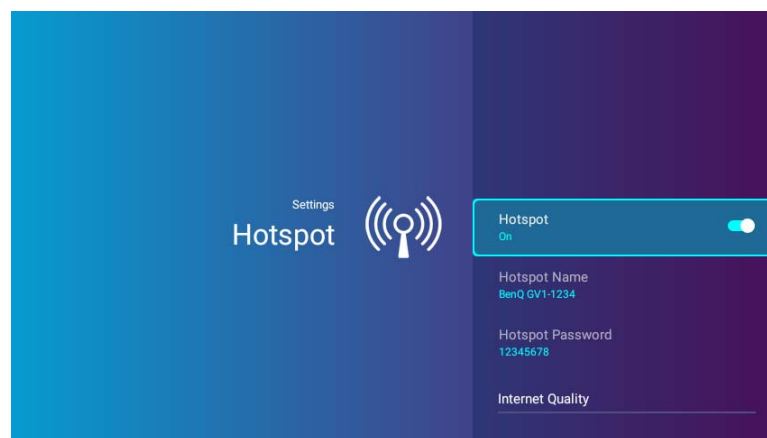 Settings
Hotspot
Hotspot
On
Hotspot Name
BenQ GV1-1234
Hotspot Password
12345678
Internet Quality